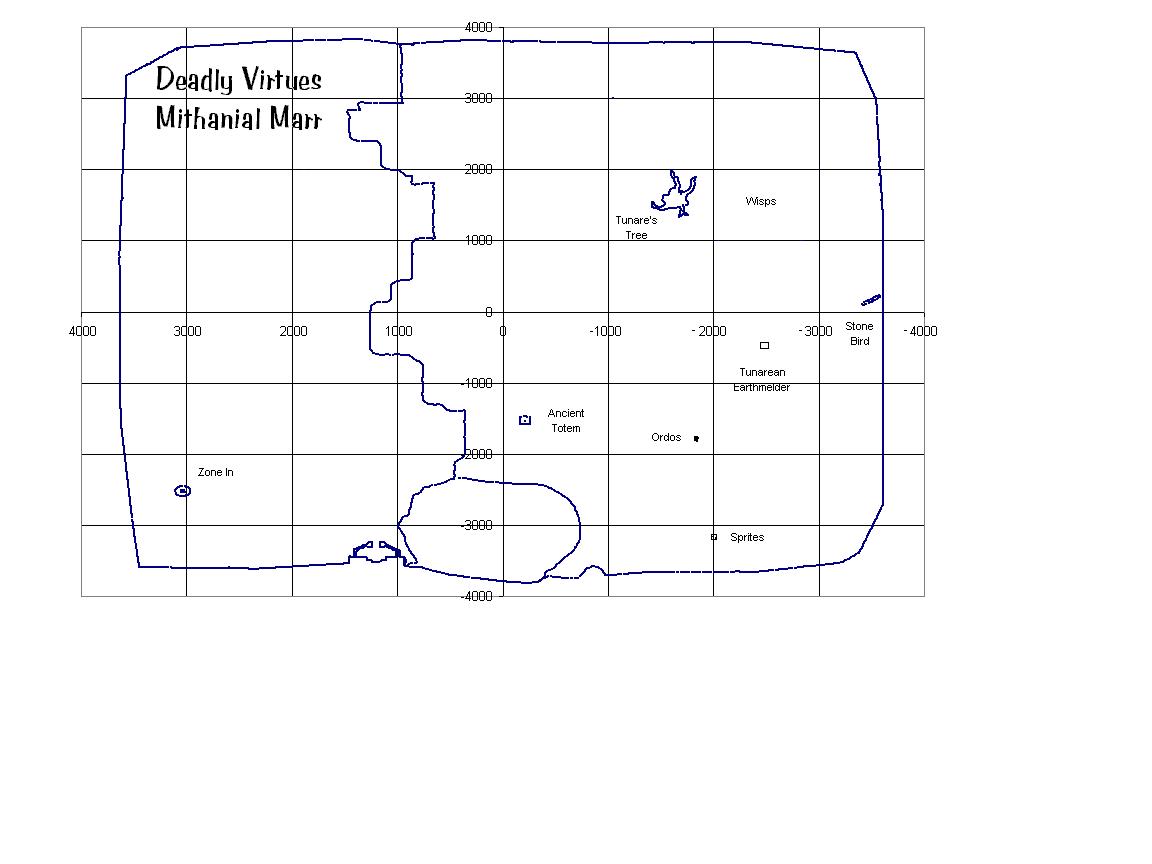 4000
Deadly Virtues
3000
Mithanial Marr
2000
Wisps
Tunare's
Tree
1000
0
4000
3000
2000
1000
0
-1000
-2000
-3000
-4000
Stone
Bird
Tunarean
Earthmelder
-1000
Ancient
Totem
Ordos
-2000
Zone In
-3000
Sprites
-4000